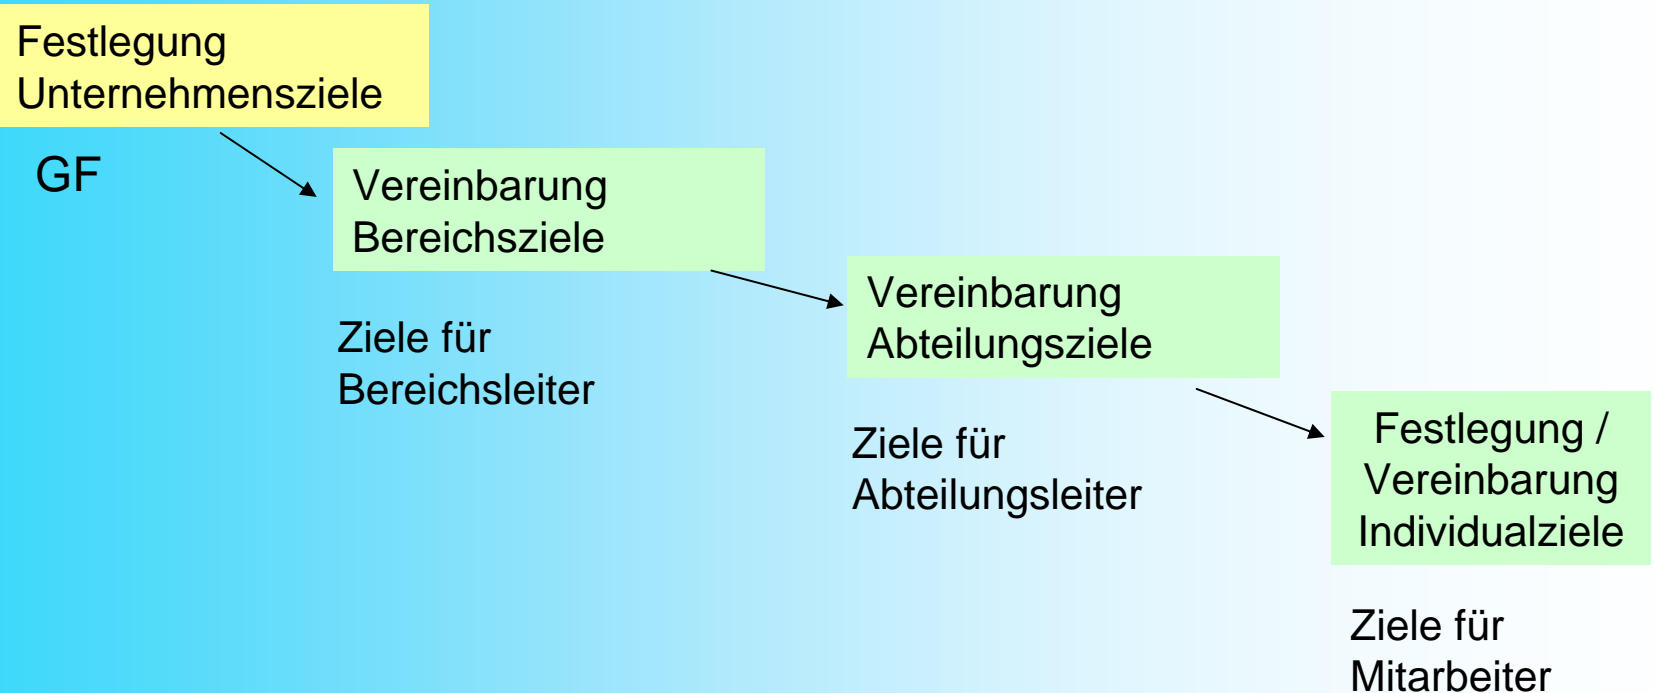 Festlegung
Unternehmensziele
GF
Vereinbarung
Bereichsziele
Ziele für
Bereichsleiter
Vereinbarung
Abteilungsziele
Ziele für
Abteilungsleiter
Festlegung /
Vereinbarung
Individualziele
Ziele für
Mitarbeiter